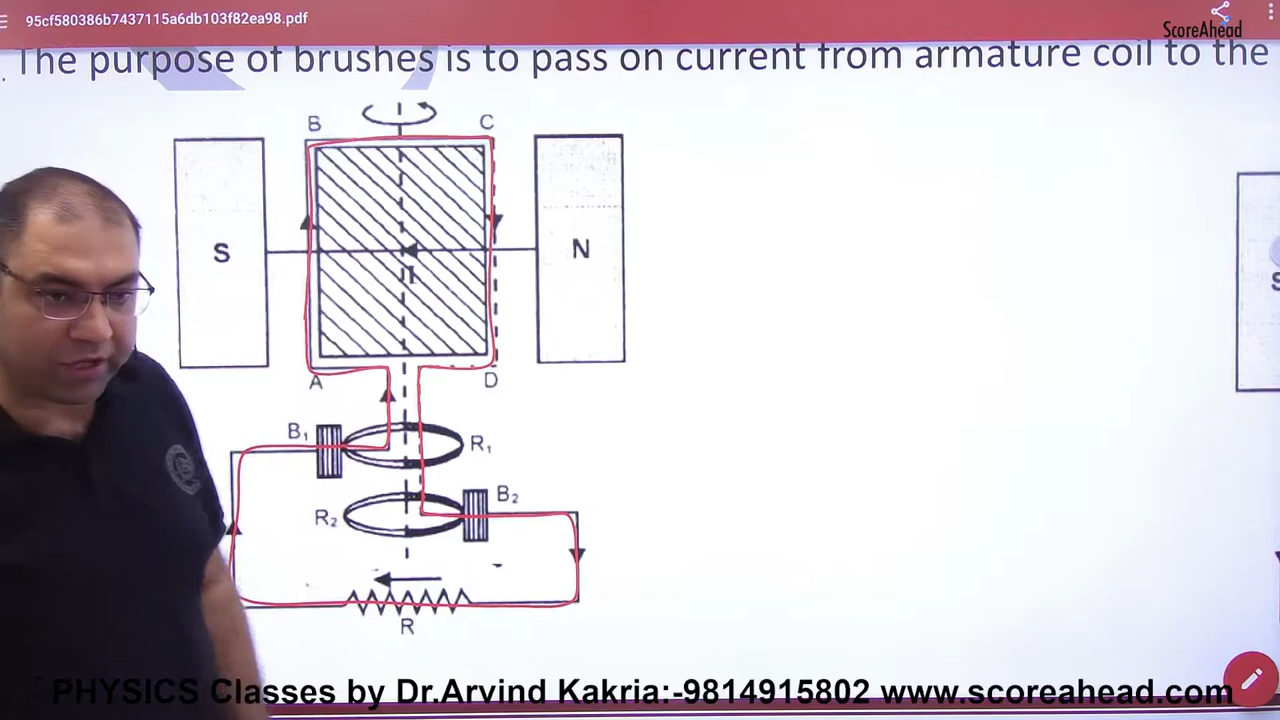 95cf580386b7437115a6db103f82ea98.pdf
ScoreAhead
. The purpose of brushes is to pass on current from armature coil to the
B
C
S
N
A
D
B₁
R₁
B₂
R₂
R
S
PHYSICS Classes by Dr.Arvind Kakria:-9814915802 www.scoreahead.com